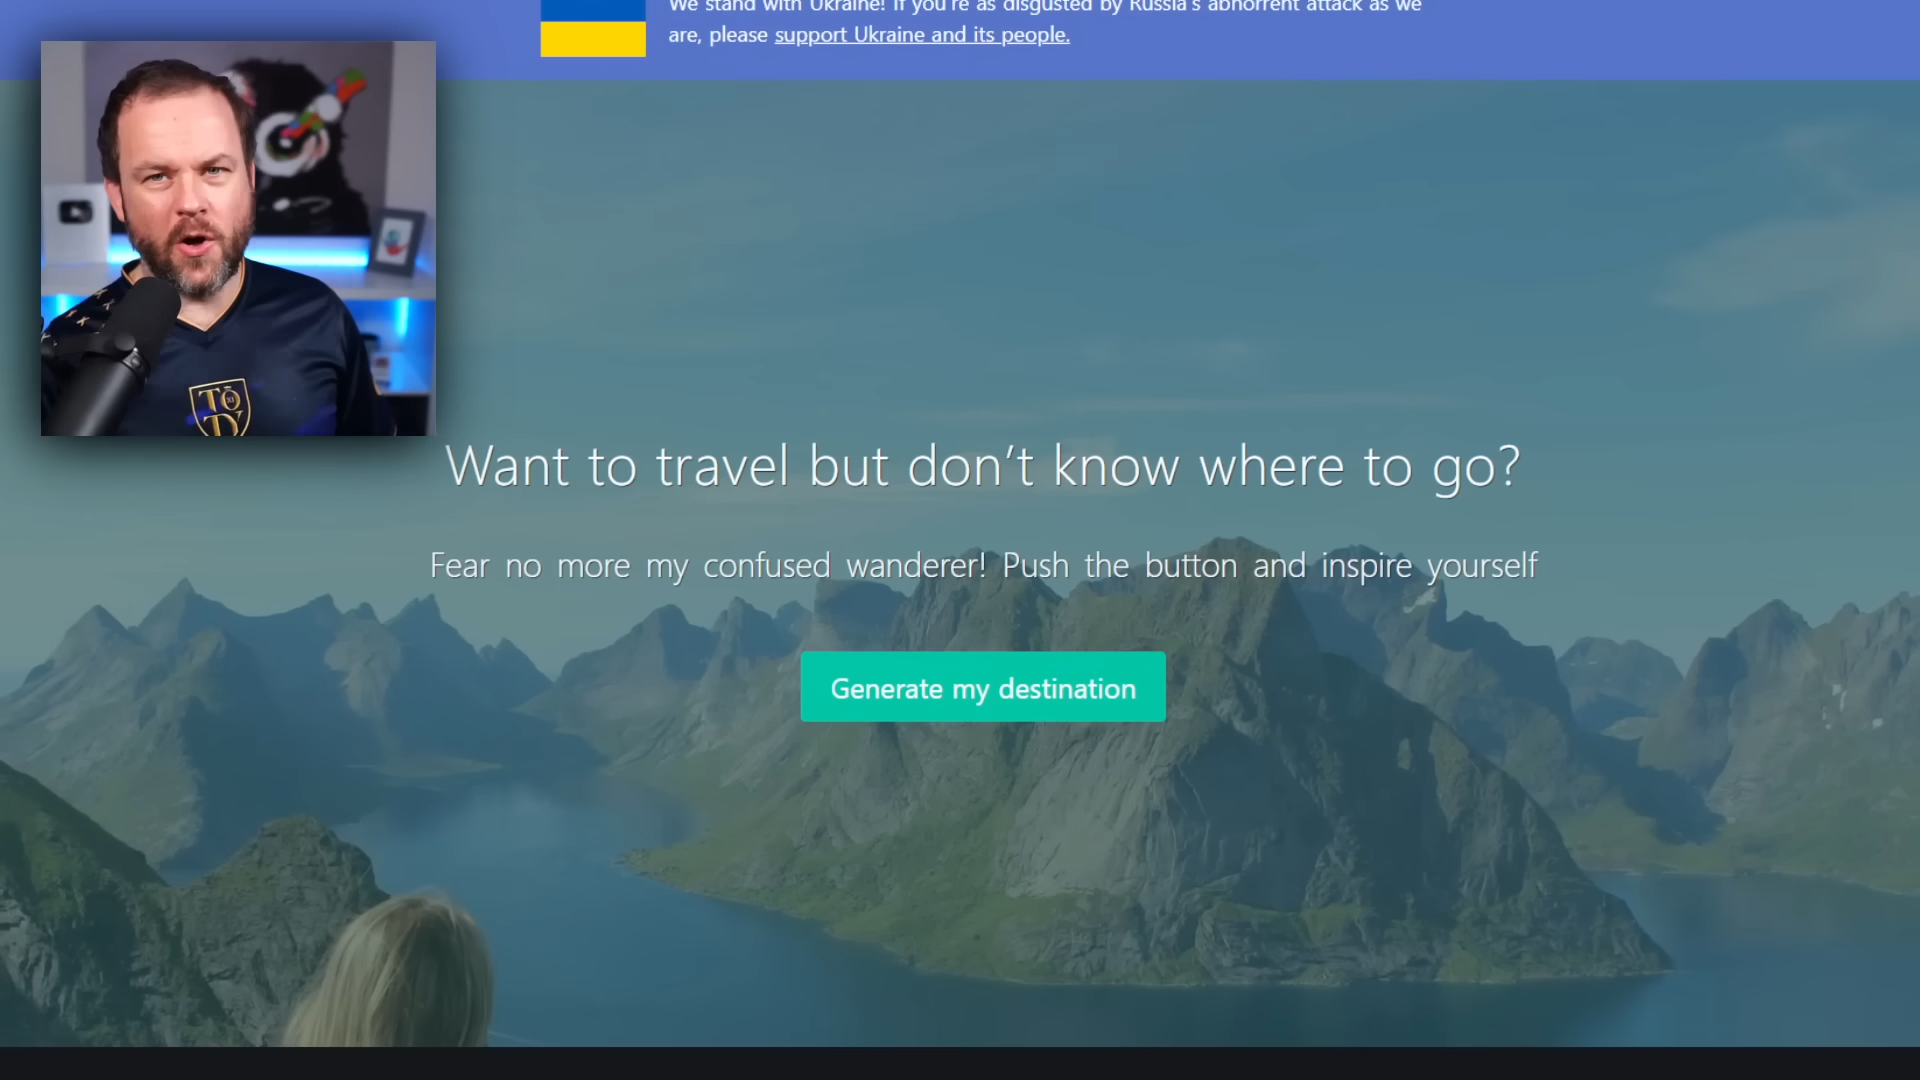 We stand with Ukraine! If you're as disgusted by Russia's abhorrent attack as we
are, please support Ukraine and its people.
TO
D
Want to travel but don't know where to go?
Fear no more my confused wanderer! Push the button and inspire yourself
Generate my destination